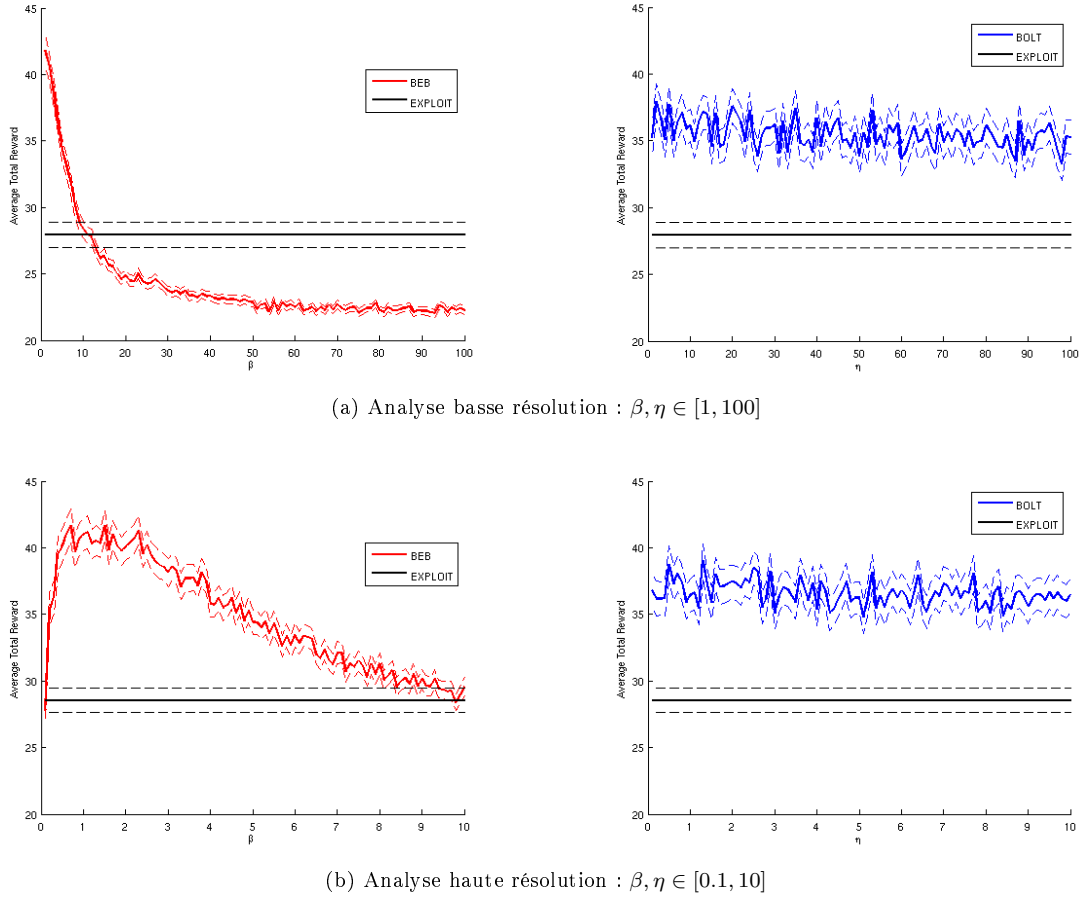 45
40
35
30
25
20
Average Total Reward
BEB
EXPLOIT
0 10 20 30 40 50 60 70 80 90 100
β
45
40
35
30
25
20
Average Total Reward
BOLT
EXPLOIT
0 10 20 30 40 50 60 70 80 90 100
η
(a) Analyse basse résolution : β, η ∈ [1, 100]
45
40
35
30
25
20
Average Total Reward
BEB
EXPLOIT
0 1 2 3 4 5 6 7 8 9 10
β
45
40
35
30
25
20
Average Total Reward
BOLT
EXPLOIT
0 1 2 3 4 5 6 7 8 9 10
η
(b) Analyse haute résolution : β, η ∈ [0.1, 10]